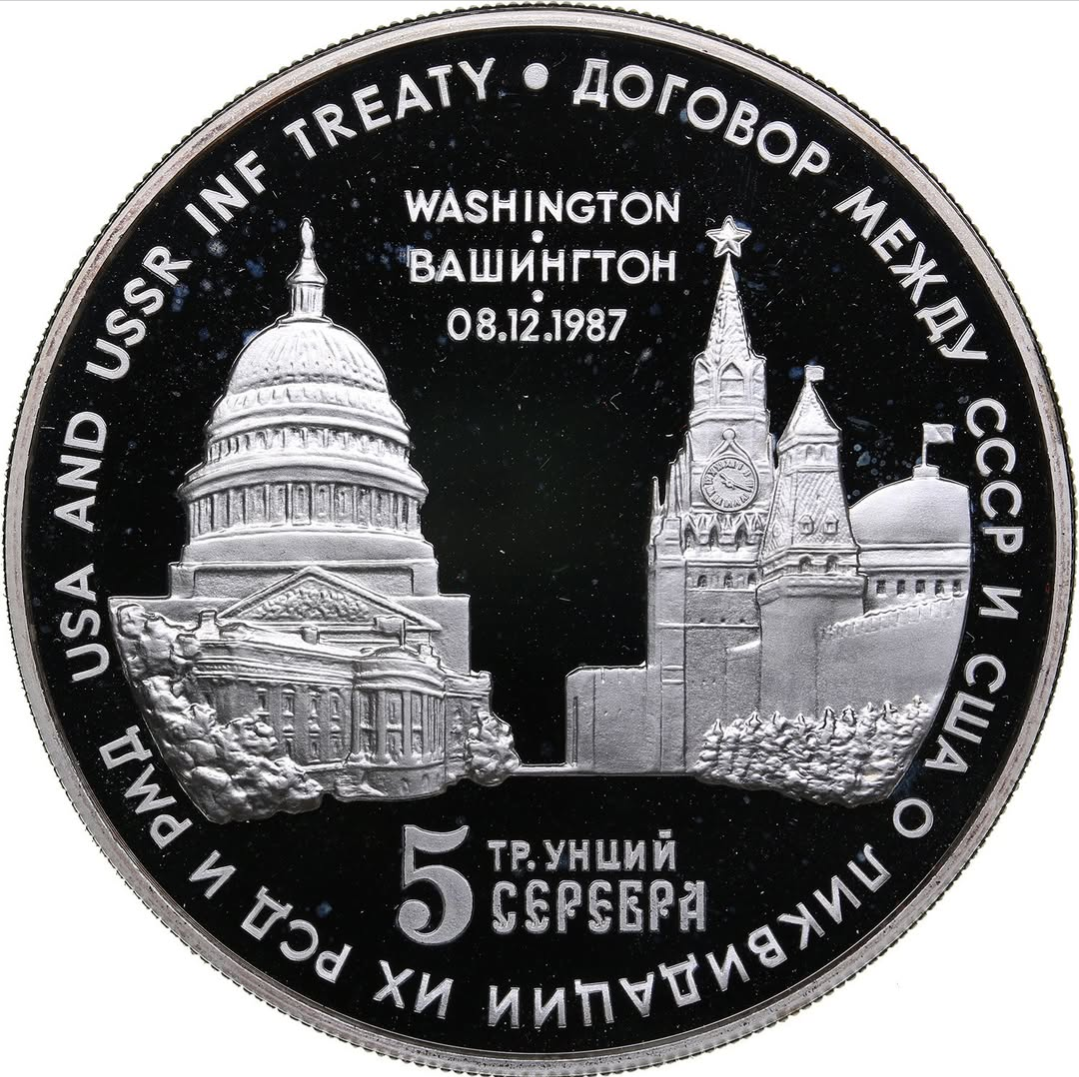 USA AND USSR INF TREATY • ДОГОВОР МЕЖДУ СССР И США О ЛИКВИДАЦИИ ИХ РСД И РМД
WASHINGTON
•
ВАШИНГТОН
•
08.12.1987
5 ТР. УНЦИЙ
СЕРЕБРА